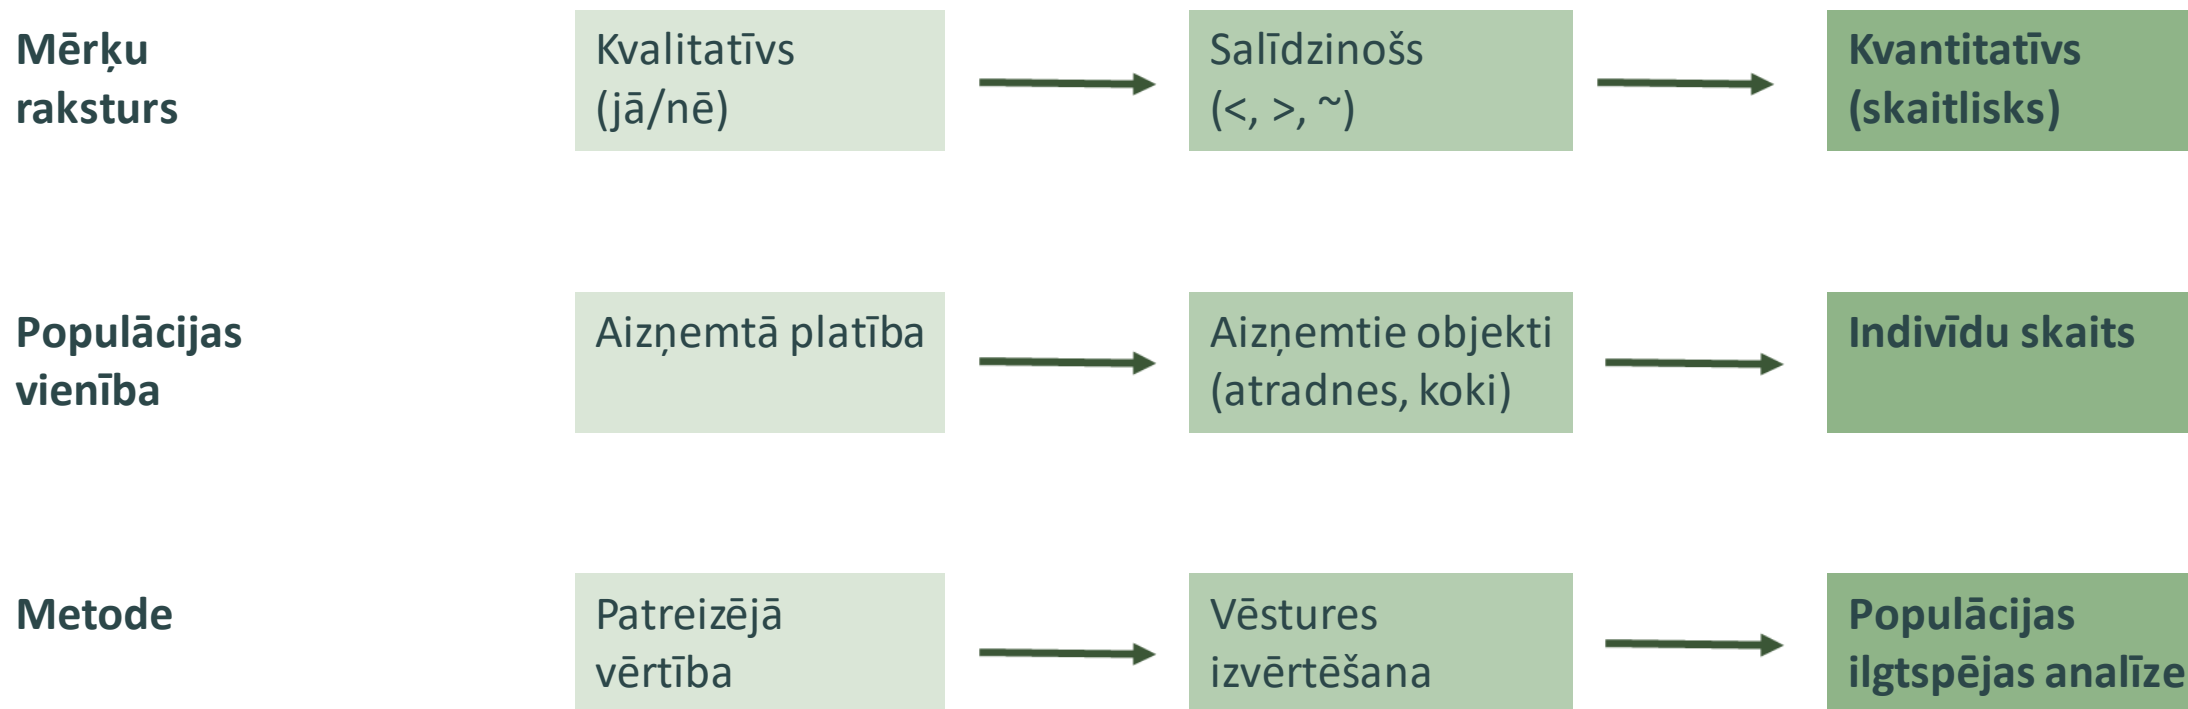 Mērķu
raksturs
Kvalitatīvs
(jā/nē)
Salīdzinošs
(<, >, ~)
Kvantitatīvs
(skaitlisks)
Populācijas
vienība
Aizņemtā platība
Aizņemtie objekti
(atradnes, koki)
Indivīdu skaits
Metode
Patreizējā
vērtība
Vēstures
izvērtēšana
Populācijas
ilgtspējas analīze